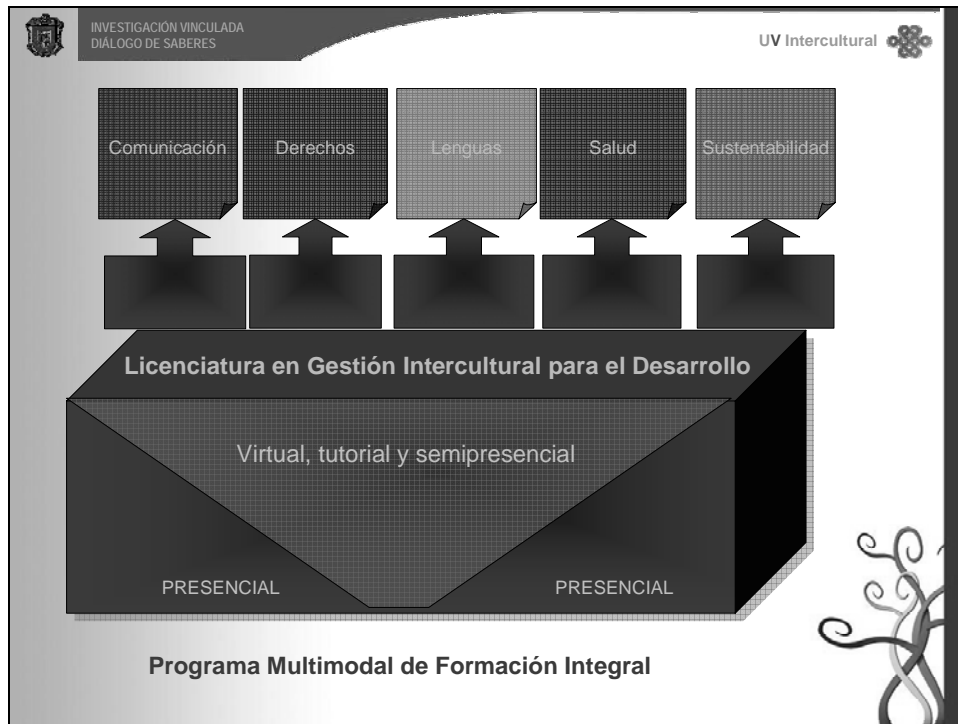 INVESTIGACIÓN VINCULADA
DIÁLOGO DE SABERES
UV Intercultural
Comunicación
Derechos
Lenguas
Salud
Sustentabilidad
Licenciatura en Gestión Intercultural para el Desarrollo
Virtual, tutorial y semipresencial
PRESENCIAL
PRESENCIAL
Programa Multimodal de Formación Integral